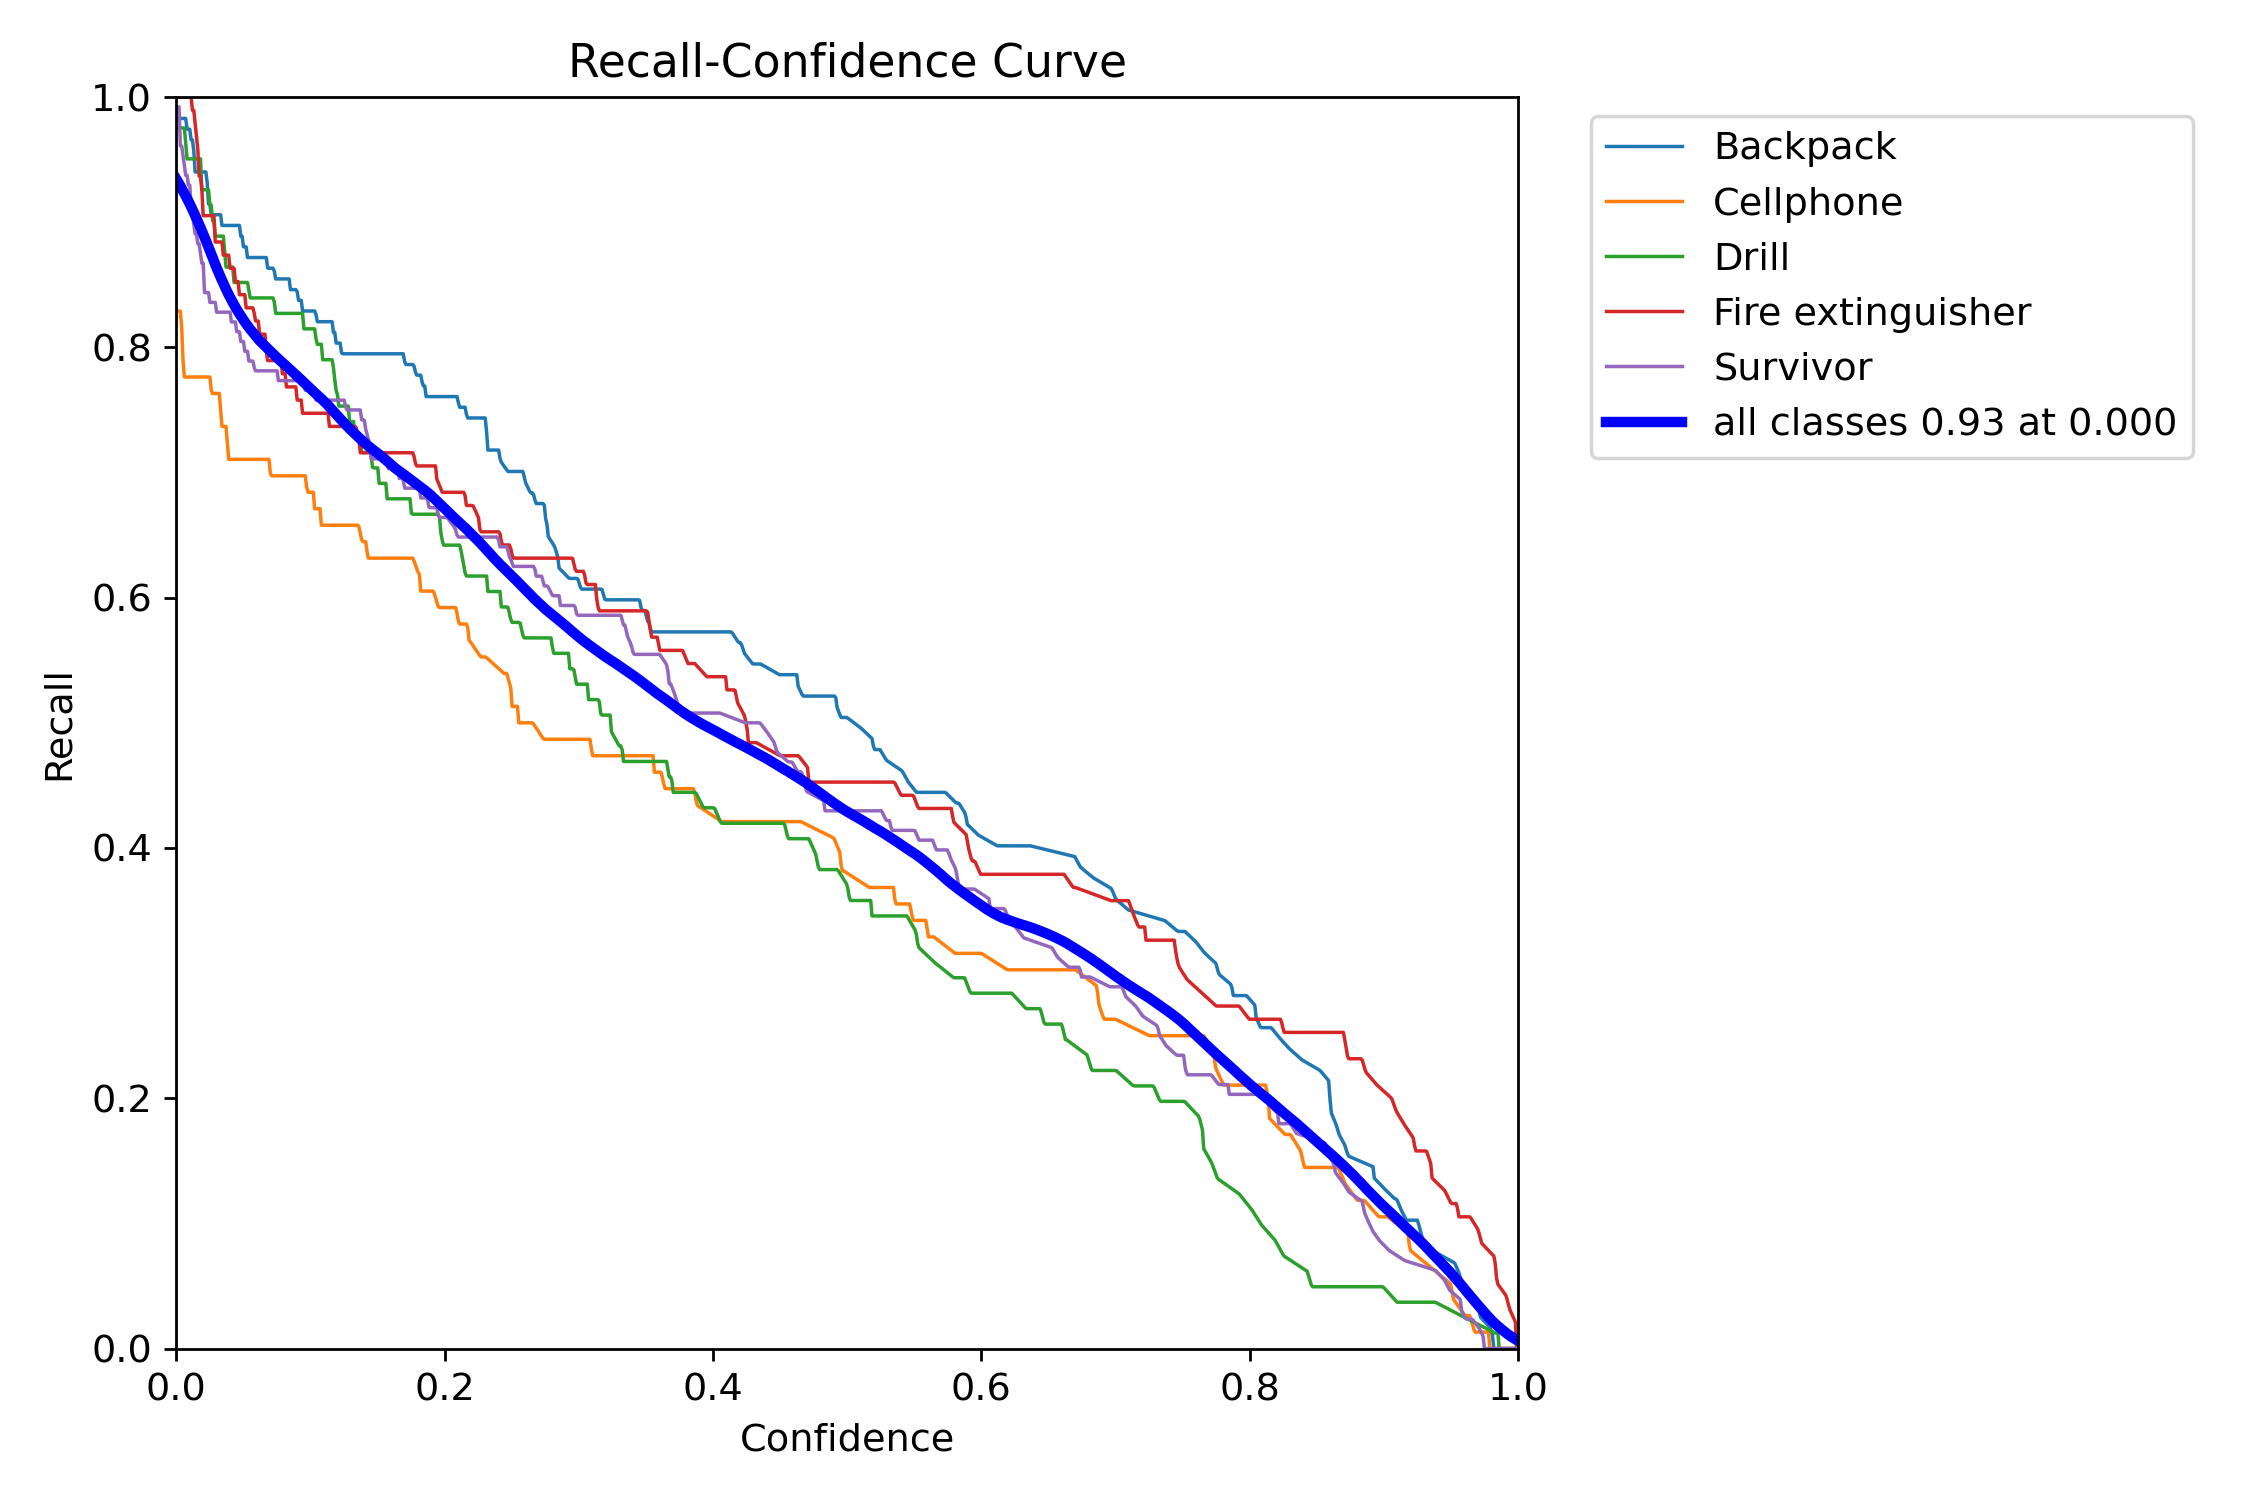 Recall-Confidence Curve
1.0
0.8
0.6
0.4
0.2
0.0
Recall
0.0 0.2 0.4 0.6 0.8 1.0
Confidence
Backpack
Cellphone
Drill
Fire extinguisher
Survivor
all classes 0.93 at 0.000